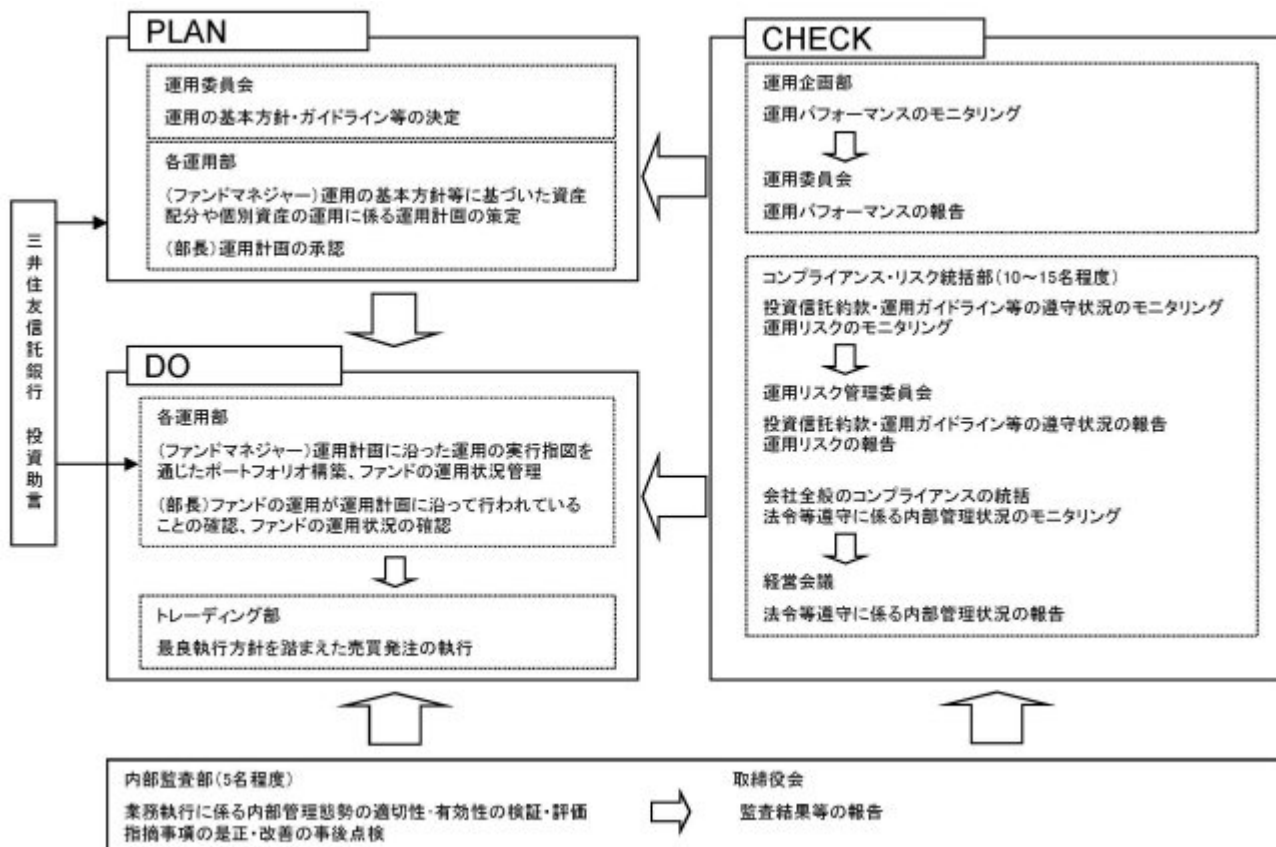 PLAN
運用委員会
運用の基本方針・ガイドライン等の決定
各運用部
(ファンドマネジャー)運用の基本方針等に基づいた資産
配分や個別資産の運用に係る運用計画の策定
(部長)運用計画の承認
三井住友信託銀行 投資助言
DO
各運用部
(ファンドマネジャー)運用計画に沿った運用の実行指図を
通じたポートフォリオ構築、ファンドの運用状況管理
(部長)ファンドの運用が運用計画に沿って行われている
ことの確認、ファンドの運用状況の確認
トレーディング部
最良執行方針を踏まえた売買発注の執行
CHECK
運用企画部
運用パフォーマンスのモニタリング
運用委員会
運用パフォーマンスの報告
コンプライアンス・リスク統括部(10~15名程度)
投資信託約款・運用ガイドライン等の遵守状況のモニタリング
運用リスクのモニタリング
運用リスク管理委員会
投資信託約款・運用ガイドライン等の遵守状況の報告
運用リスクの報告
会社全般のコンプライアンスの統括
法令等遵守に係る内部管理状況のモニタリング
経営会議
法令等遵守に係る内部管理状況の報告
内部監査部(5名程度)
業務執行に係る内部管理態勢の適切性・有効性の検証・評価
指摘事項の是正・改善の事後点検
取締役会
監査結果等の報告